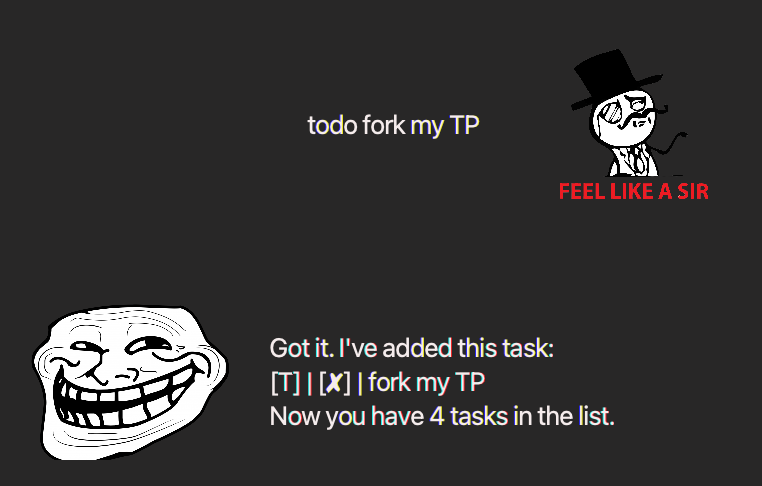 todo fork my TP
FEEL LIKE A SIR
Got it. I've added this task:
[T] | [✘] | fork my TP
Now you have 4 tasks in the list.